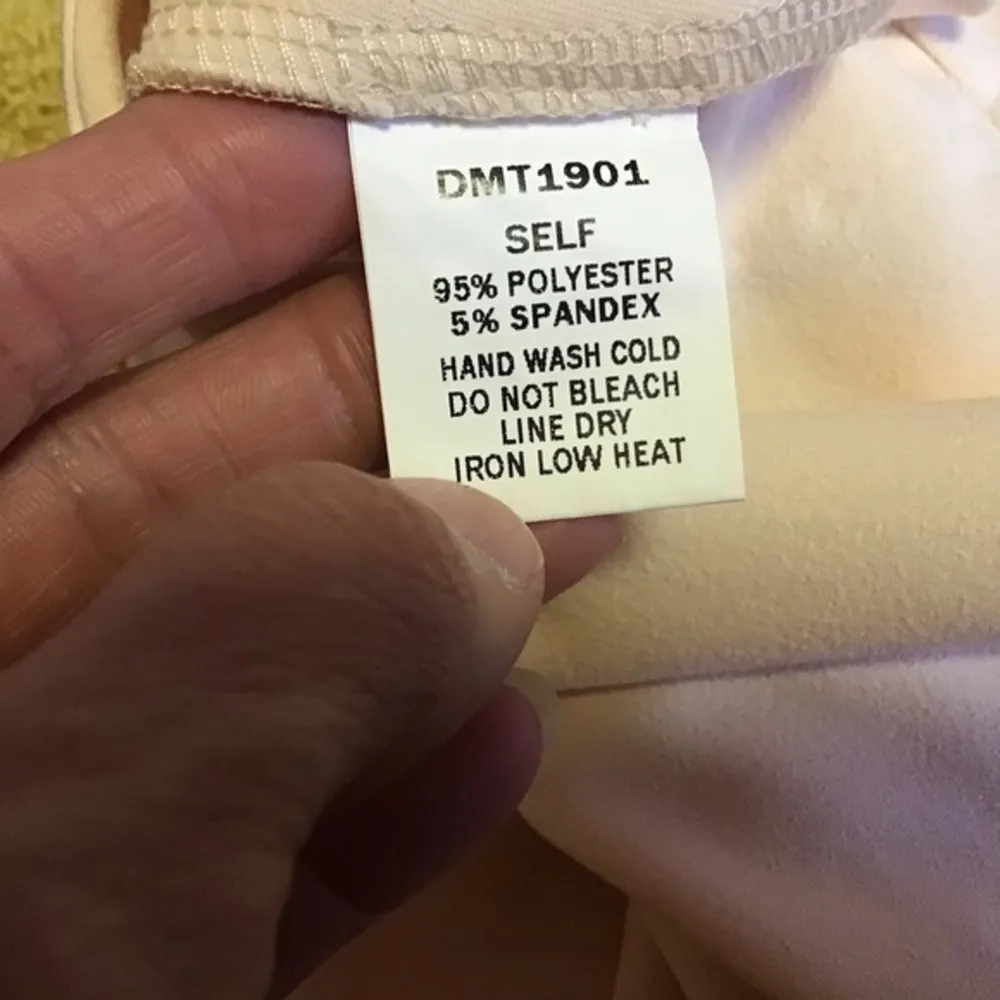 DMT1901
SELF
95% POLYESTER
5% SPANDEX
HAND WASH COLD
DO NOT BLEACH
LINE DRY
IRON LOW HEAT